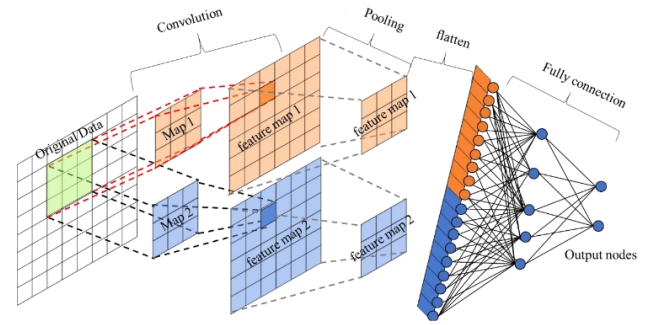 Convolution
Pooling
flatten
Fully connection
Original/Data
Map 1
feature map 1
feature map 1
Map 2
feature map 2
feature map 2
Output nodes